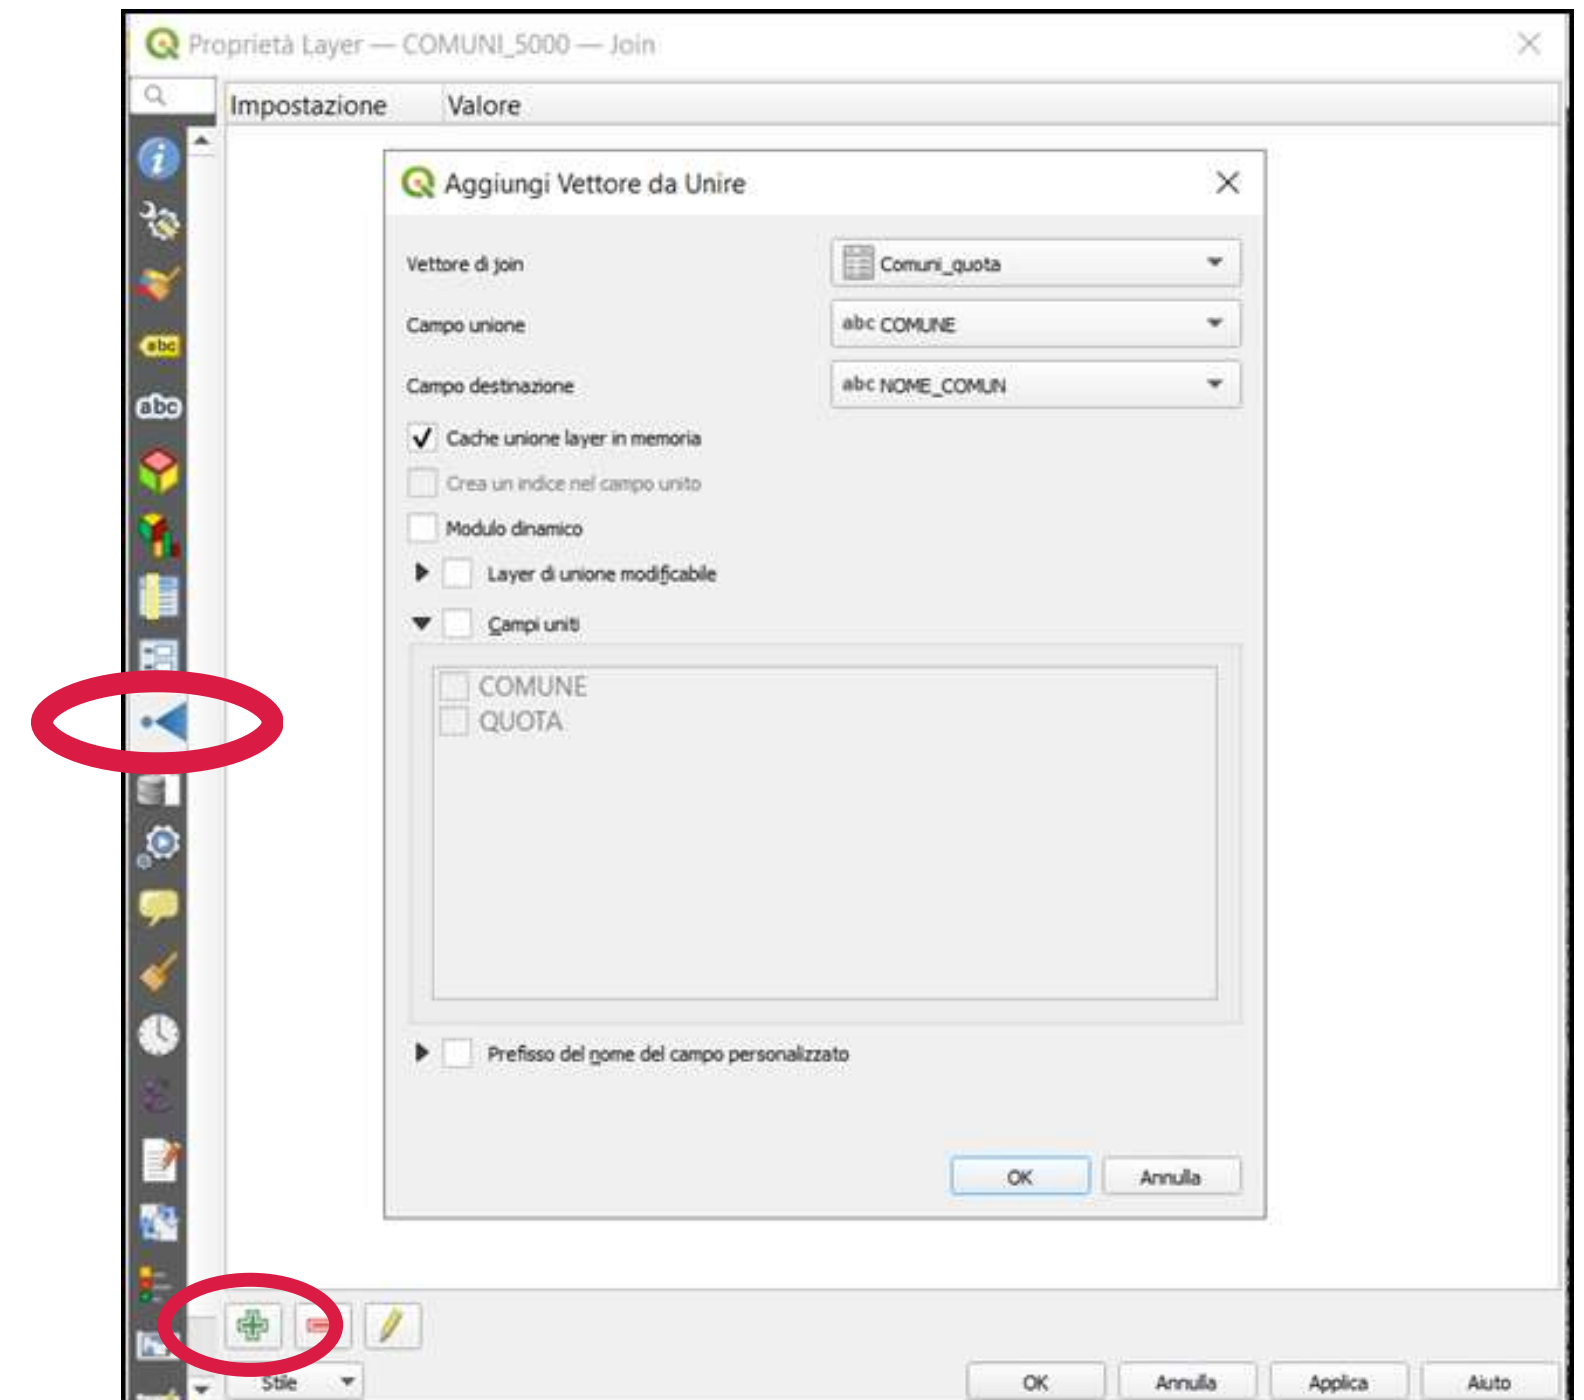 Proprietà Layer — COMUNI_5000 — Join
Impostazione Valore
Aggiungi Vettore da Unire
Vettore di join Comuni_quota
Campo unione abc COMUNE
Campo destinazione abc NOME_COMUN
Cache unione layer in memoria
Crea un indice nel campo unito
Modulo dinamico
Layer di unione modificabile
Campi uniti
COMUNE
QUOTA
Prefisso del nome del campo personalizzato
OK Annulla
abc
abc
Stile OK Annulla Applica Aiuto